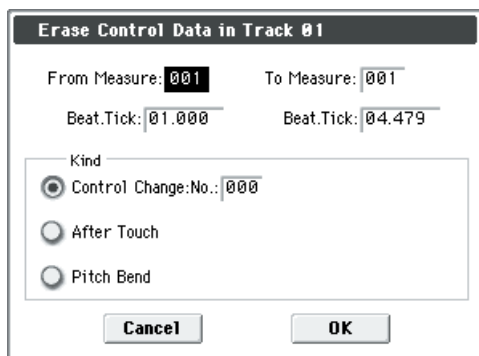 Erase Control Data in Track 01
From Measure: 001 To Measure: 001
Beat.Tick: 01.000 Beat.Tick: 04.479
Kind
Control Change:No.: 000
After Touch
Pitch Bend
Cancel OK